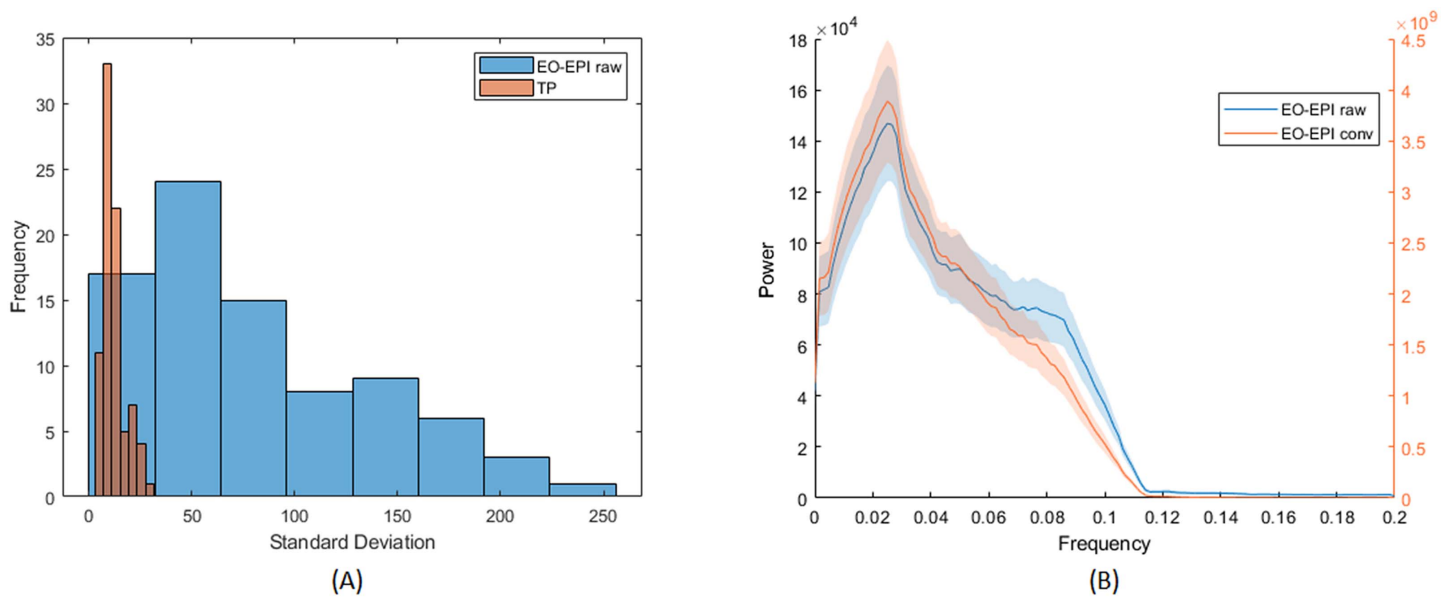 35
30
25
20
15
10
5
0
Frequency
EO-EPI raw
TP
0 50 100 150 200 250
Standard Deviation
(A)
×10⁴
18
16
14
12
10
8
6
4
2
0
Power
EO-EPI raw
EO-EPI conv
×10⁹
4.5
4
3.5
3
2.5
2
1.5
1
0.5
0
0 0.02 0.04 0.06 0.08 0.1 0.12 0.14 0.16 0.18 0.2
Frequency
(B)